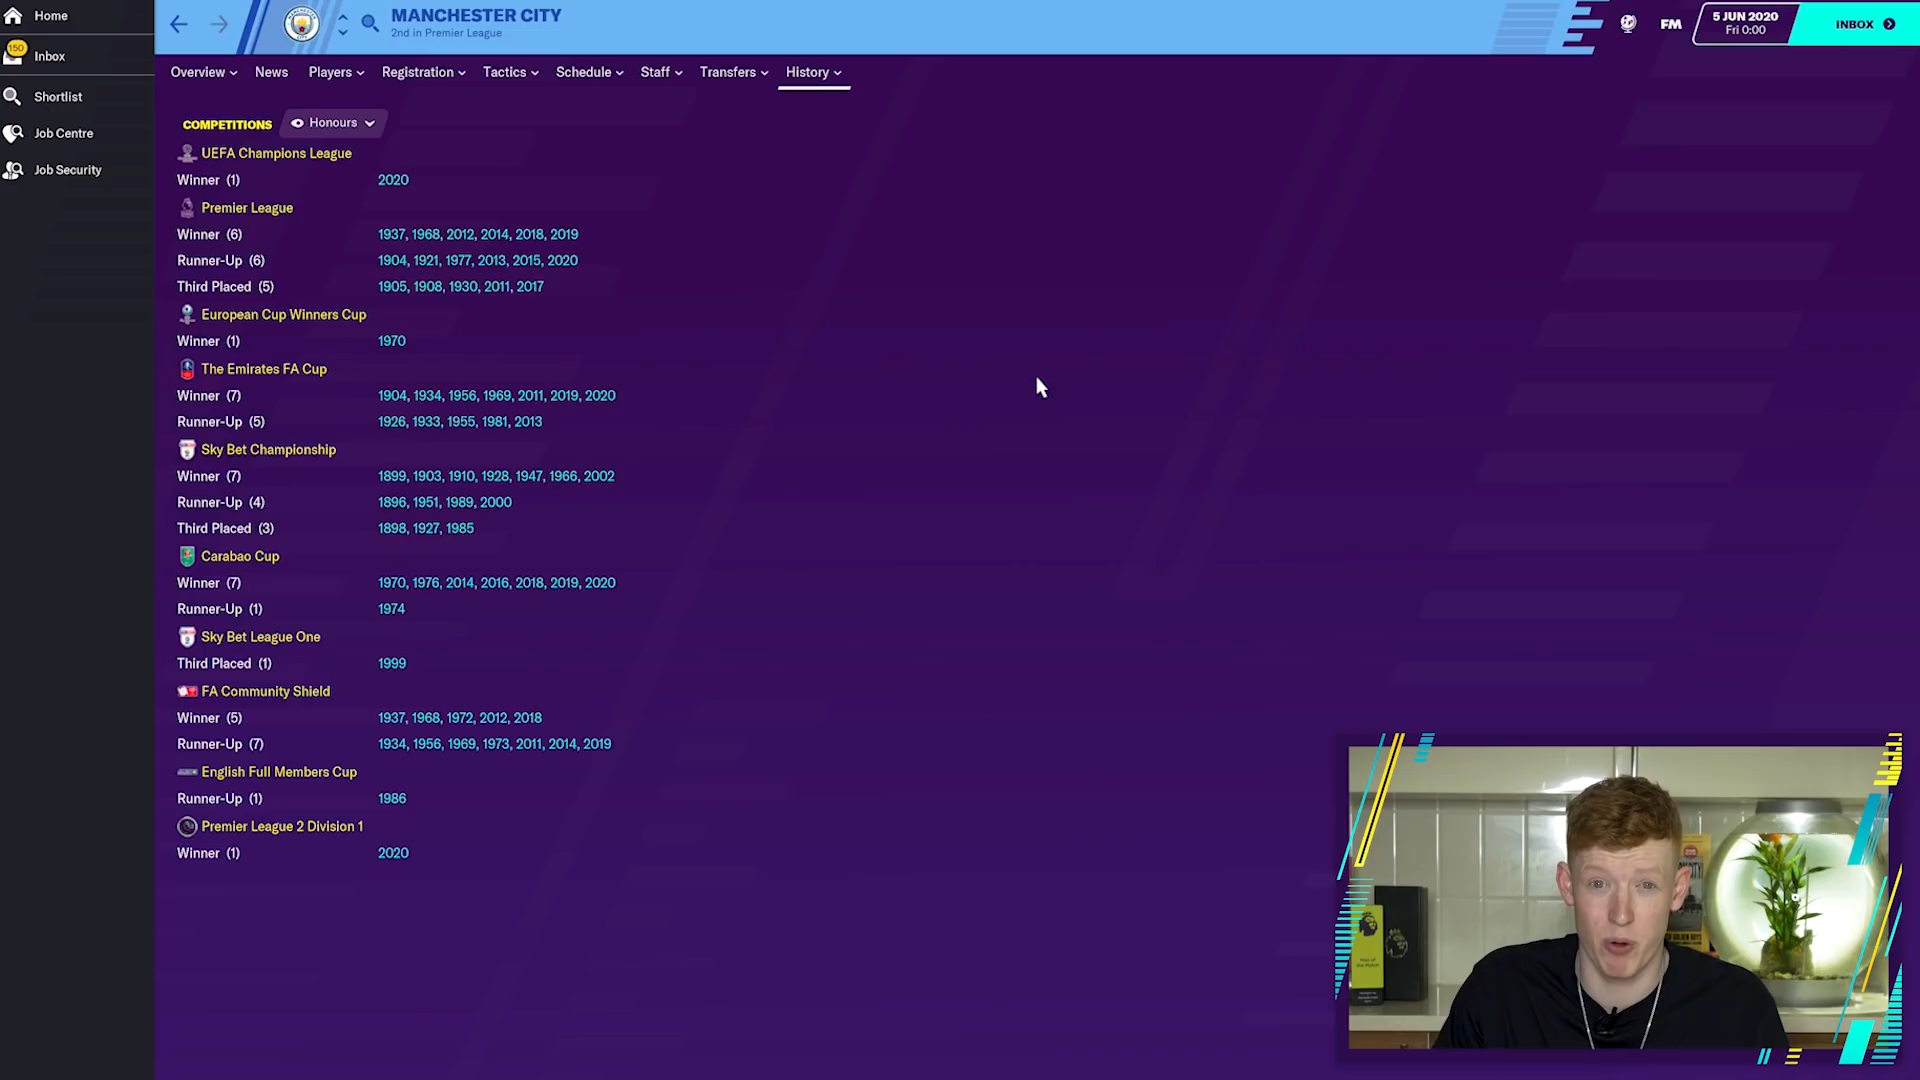 Home
150
Inbox
Shortlist
Job Centre
Job Security
MANCHESTER CITY
2nd in Premier League
FM
5 JUN 2020
Fri 0:00
INBOX
Overview
News
Players
Registration
Tactics
Schedule
Staff
Transfers
History
COMPETITIONS
Honours
UEFA Champions League
Winner (1) 2020
Premier League
Winner (6) 1937, 1968, 2012, 2014, 2018, 2019
Runner-Up (6) 1904, 1921, 1977, 2013, 2015, 2020
Third Placed (5) 1905, 1908, 1930, 2011, 2017
European Cup Winners Cup
Winner (1) 1970
The Emirates FA Cup
Winner (7) 1904, 1934, 1956, 1969, 2011, 2019, 2020
Runner-Up (5) 1926, 1933, 1955, 1981, 2013
Sky Bet Championship
Winner (7) 1899, 1903, 1910, 1928, 1947, 1966, 2002
Runner-Up (4) 1896, 1951, 1989, 2000
Third Placed (3) 1898, 1927, 1985
Carabao Cup
Winner (7) 1970, 1976, 2014, 2016, 2018, 2019, 2020
Runner-Up (1) 1974
Sky Bet League One
Third Placed (1) 1999
FA Community Shield
Winner (5) 1937, 1968, 1972, 2012, 2018
Runner-Up (7) 1934, 1956, 1969, 1973, 2011, 2014, 2019
English Full Members Cup
Runner-Up (1) 1986
Premier League 2 Division 1
Winner (1) 2020